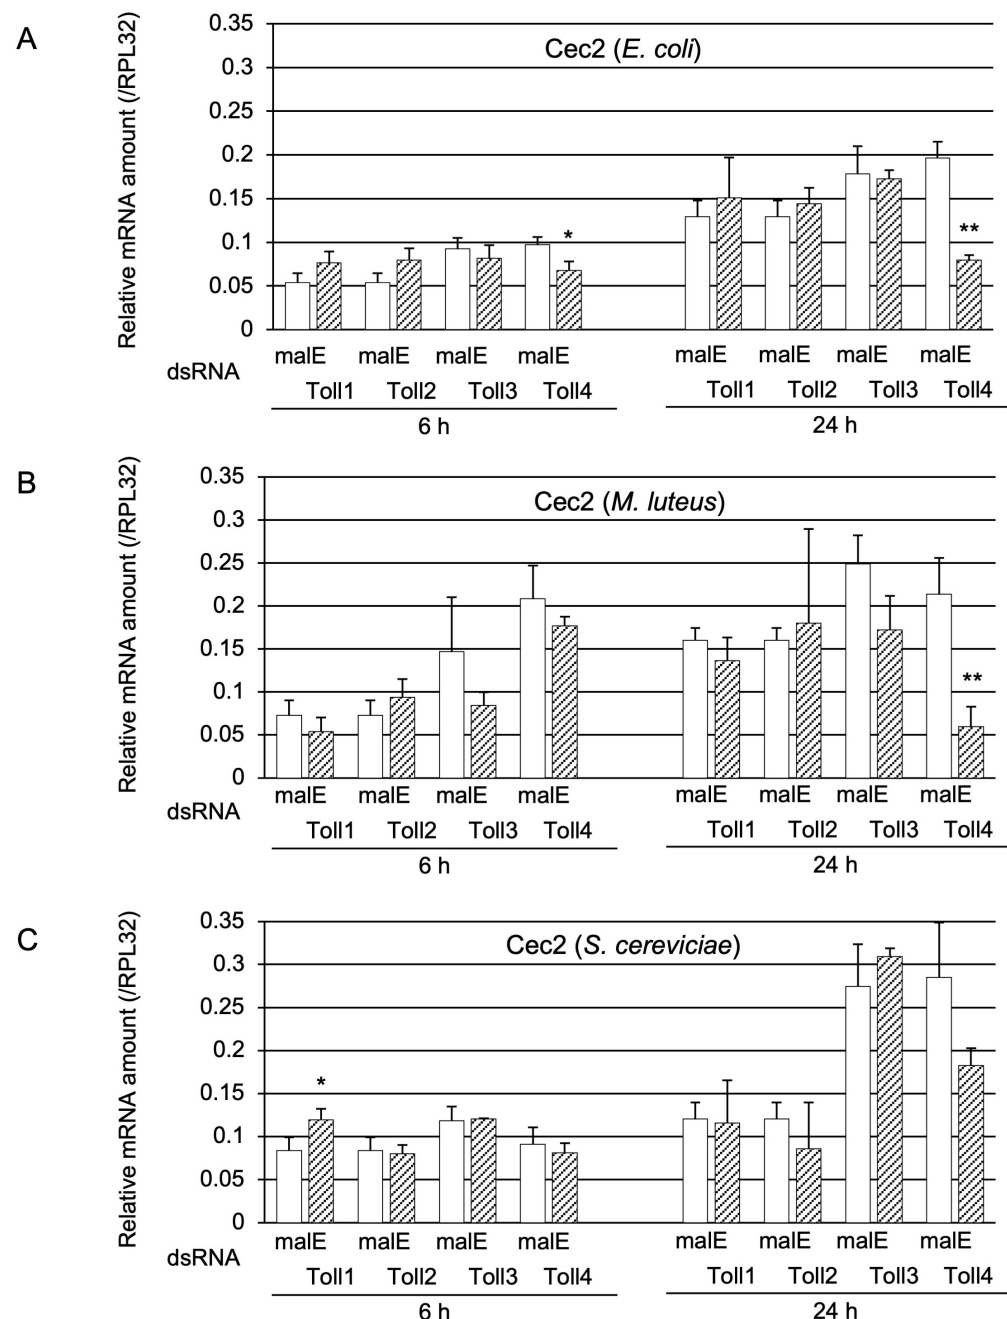 A
Relative mRNA amount (/RPL32)
Cec2 (E. coli)
0.35
0.3
0.25
0.2
0.15
0.1
0.05
0
*
**
dsRNA
malE malE malE malE malE malE malE malE
Toll1 Toll2 Toll3 Toll4 Toll1 Toll2 Toll3 Toll4
6 h 24 h
B
Relative mRNA amount (/RPL32)
Cec2 (M. luteus)
0.35
0.3
0.25
0.2
0.15
0.1
0.05
0
**
dsRNA
malE malE malE malE malE malE malE malE
Toll1 Toll2 Toll3 Toll4 Toll1 Toll2 Toll3 Toll4
6 h 24 h
C
Relative mRNA amount (/RPL32)
Cec2 (S. cereviciae)
0.35
0.3
0.25
0.2
0.15
0.1
0.05
0
*
dsRNA
malE malE malE malE malE malE malE malE
Toll1 Toll2 Toll3 Toll4 Toll1 Toll2 Toll3 Toll4
6 h 24 h